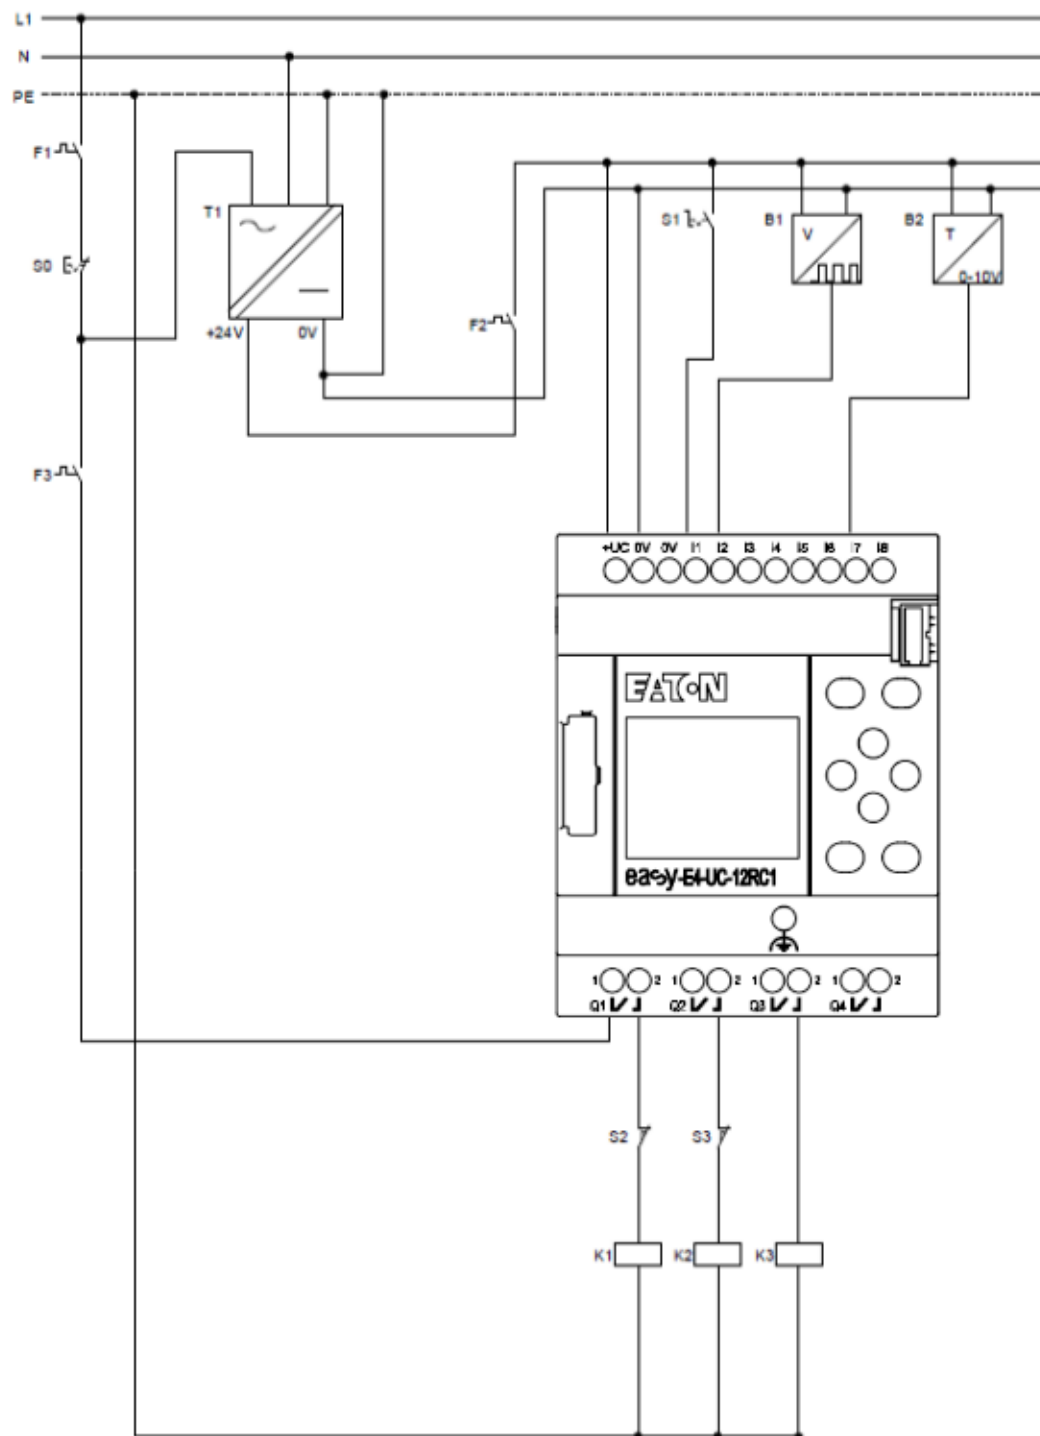 L1
N
PE
F1
T1
S1
B1
V
B2
T
S0
0-10V
+24V
0V
F2
F3
+UC 0V 0V I1 I2 I3 I4 I5 I6 I7 I8
EATON
easy-E4-UC-12RC1
1 2 1 2 1 2 1 2
Q1 Q2 Q3 Q4
S2
S3
K1
K2
K3